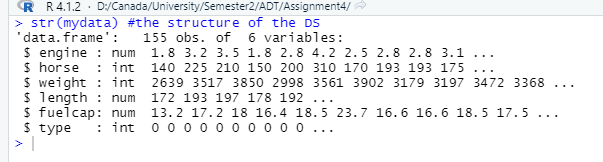 R 4.1.2 · D:/Canada/University/Semester2/ADT/Assignment4/
> str(mydata) #the structure of the DS
'data.frame':   155 obs. of  6 variables:
 $ engine : num  1.8 3.2 3.5 1.8 2.8 4.2 2.5 2.8 2.8 3.1 ...
 $ horse  : int  140 225 210 150 200 310 170 193 193 175 ...
 $ weight : int  2639 3517 3850 2998 3561 3902 3179 3197 3472 3368 ...
 $ length : num  172 193 197 178 192 ...
 $ fuelcap: num  13.2 17.2 18 16.4 18.5 23.7 16.6 16.6 18.5 17.5 ...
 $ type   : int  0 0 0 0 0 0 0 0 0 0 ...
>